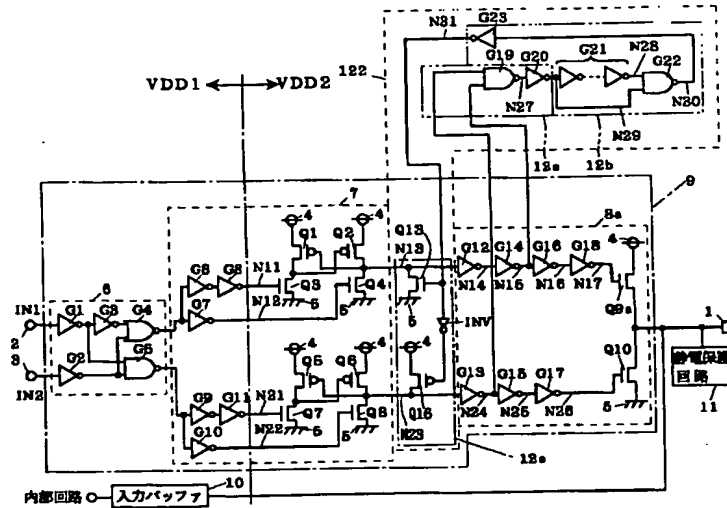 N31 G23
122
VDD1 VDD2
G19 G20 G21 N28 G22
N27 N29 N30
12a 12b
9
7
8a
4 4 Q13 4
Q1 Q2 N13 G12 G14 G16 G18
G8 G6 N11
N12 Q3 Q4 N14 N15 N16 N17
6
IN1 G1 G3 G4 G7 5 5 Q9a
2 INV 1
3 G2 G5 4 4 4 静電保護
IN2 Q5 Q6 G13 G15 G17 Q10 回路
G9 G11 N21 Q7 Q8 Q15 N24 N25 N26 5 11
G10 N22 5 5 N23
12a
10
内部回路 入力バッファ